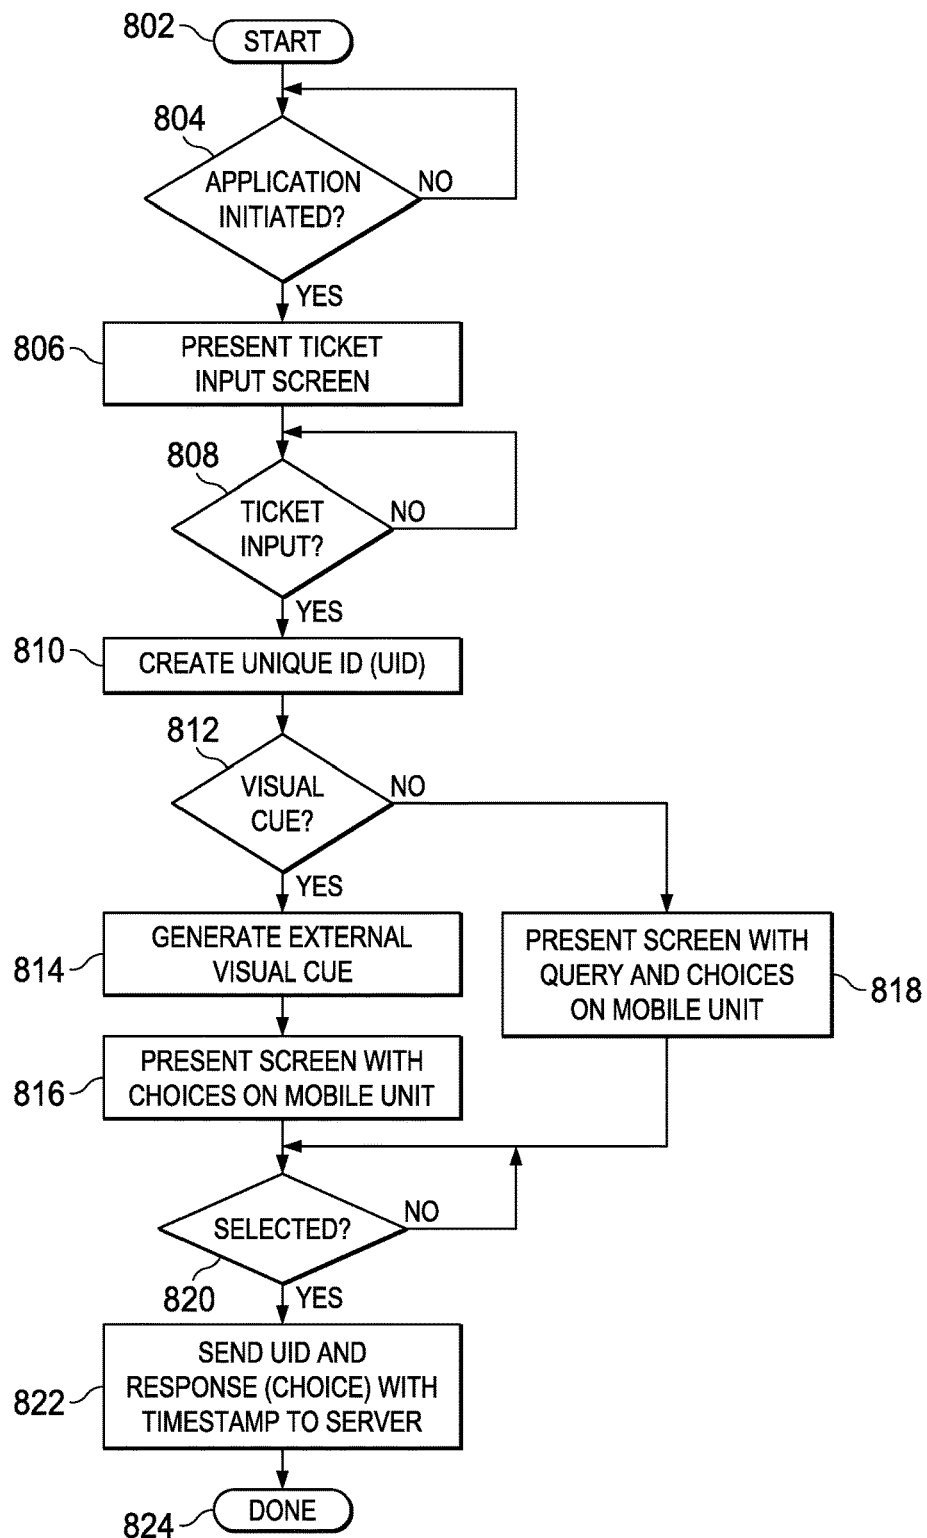 802
START
804
APPLICATION
INITIATED?
NO
YES
806
PRESENT TICKET
INPUT SCREEN
808
TICKET
INPUT?
NO
YES
810
CREATE UNIQUE ID (UID)
812
VISUAL
CUE?
NO
YES
814
GENERATE EXTERNAL
VISUAL CUE
PRESENT SCREEN WITH
QUERY AND CHOICES
ON MOBILE UNIT
818
816
PRESENT SCREEN WITH
CHOICES ON MOBILE UNIT
SELECTED?
NO
820
YES
822
SEND UID AND
RESPONSE (CHOICE) WITH
TIMESTAMP TO SERVER
824
DONE